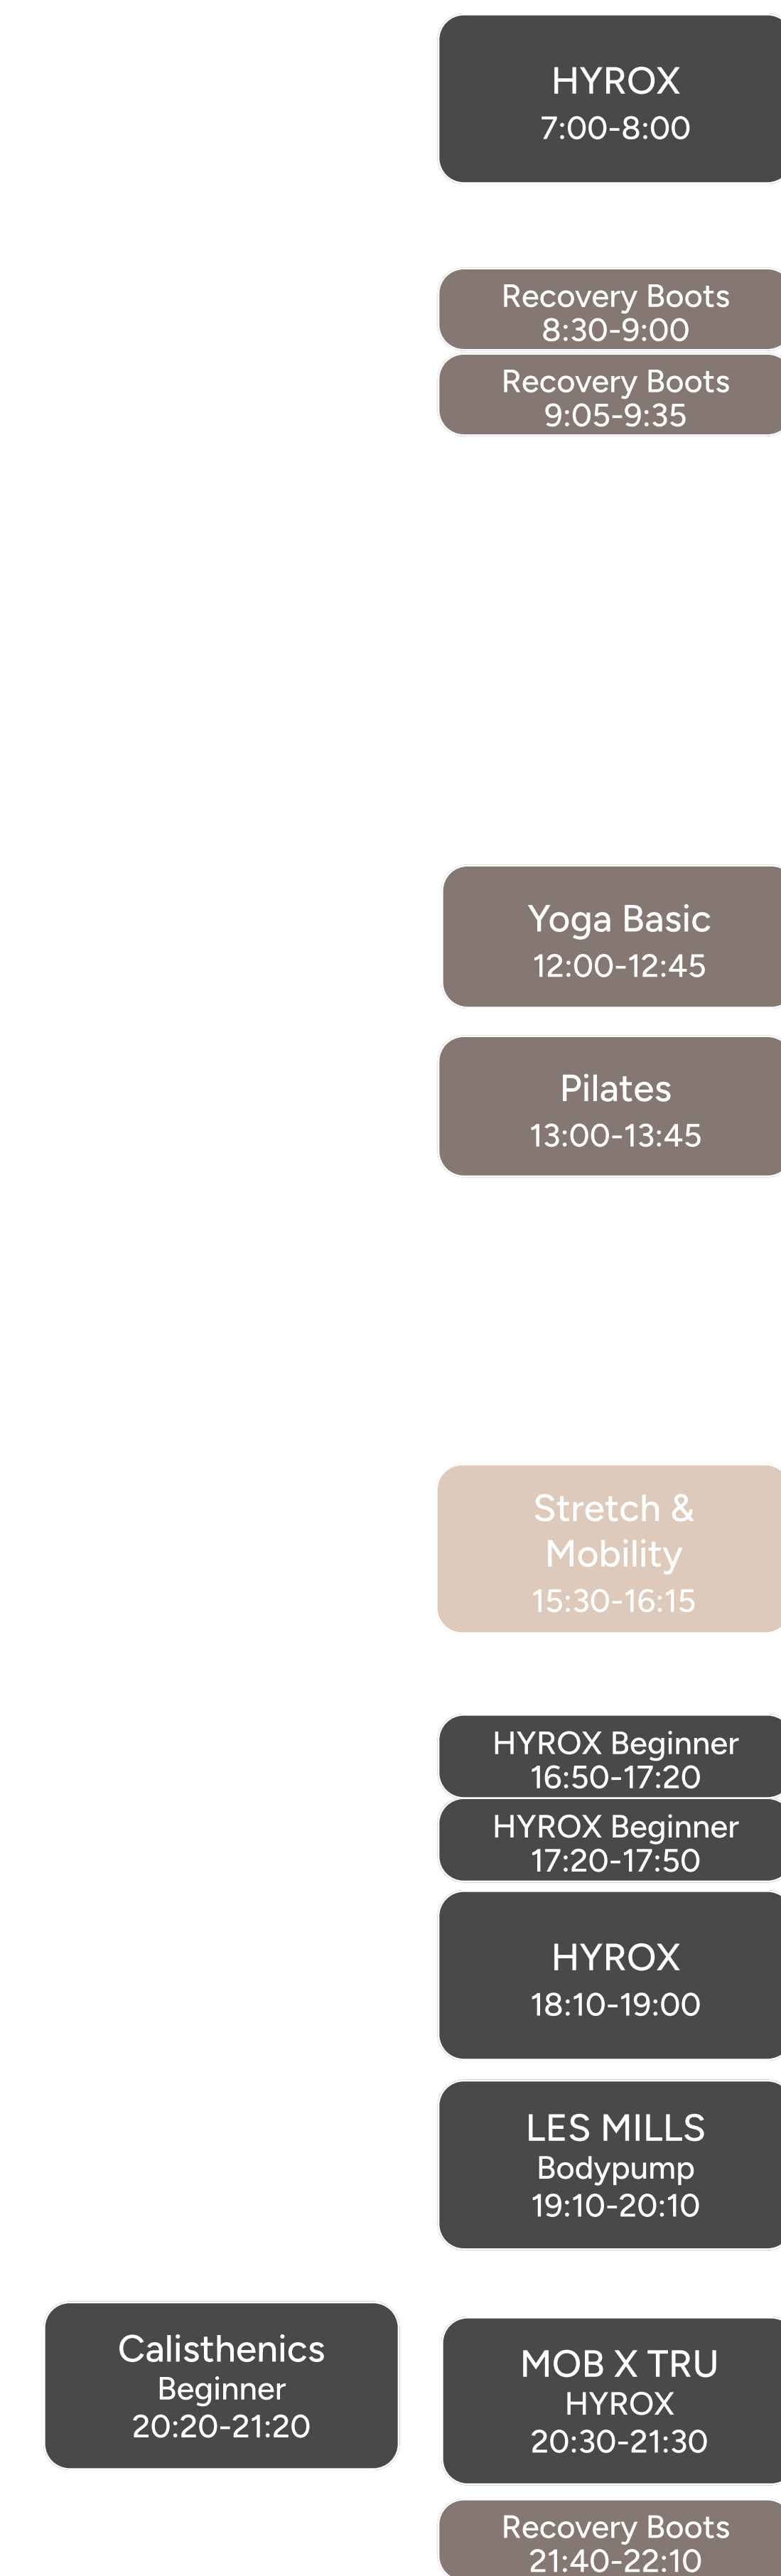 HYROX
7:00-8:00
Recovery Boots
8:30-9:00
Recovery Boots
9:05-9:35
Yoga Basic
12:00-12:45
Pilates
13:00-13:45
Stretch &
Mobility
15:30-16:15
HYROX Beginner
16:50-17:20
HYROX Beginner
17:20-17:50
HYROX
18:10-19:00
LES MILLS
Bodypump
19:10-20:10
Calisthenics
Beginner
20:20-21:20
MOB X TRU
HYROX
20:30-21:30
Recovery Boots
21:40-22:10